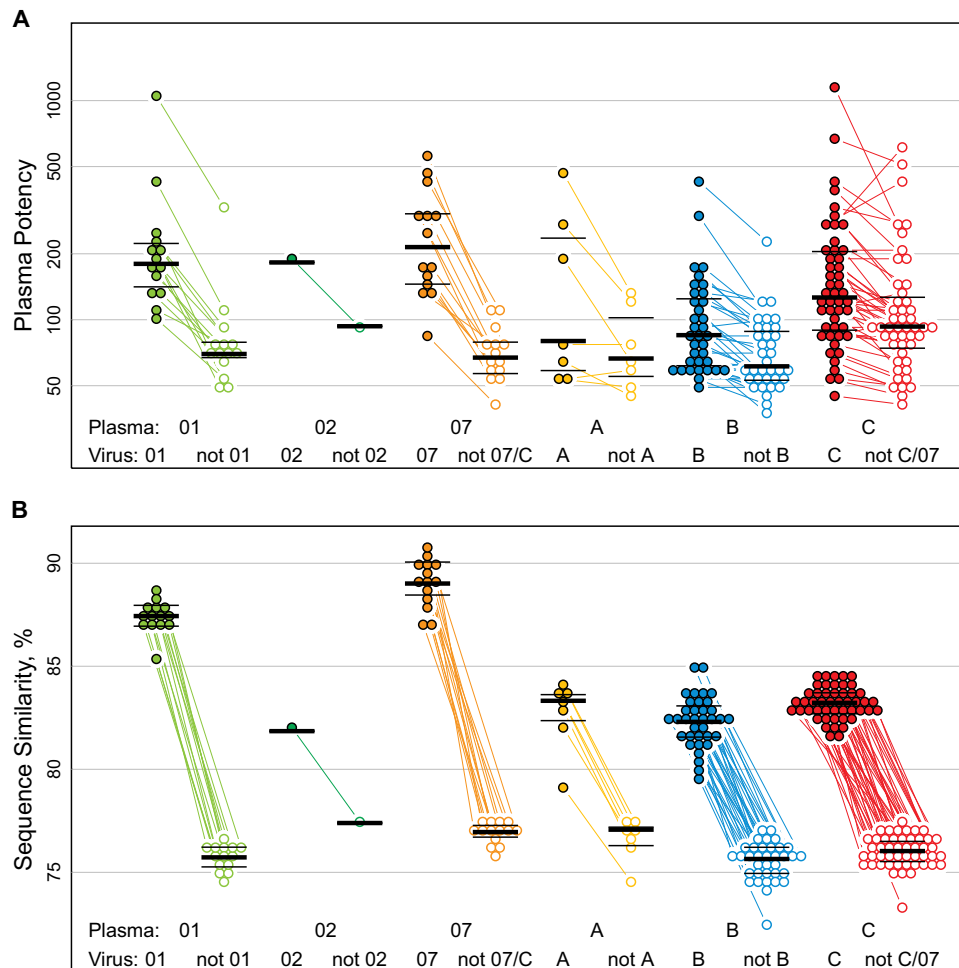 A
Plasma Potency
1000
500
200
100
50
Plasma: 01 02 07 A B C
Virus: 01 not 01 02 not 02 07 not 07/C A not A B not B C not C/07
B
Sequence Similarity, %
90
85
80
75
Plasma: 01 02 07 A B C
Virus: 01 not 01 02 not 02 07 not 07/C A not A B not B C not C/07